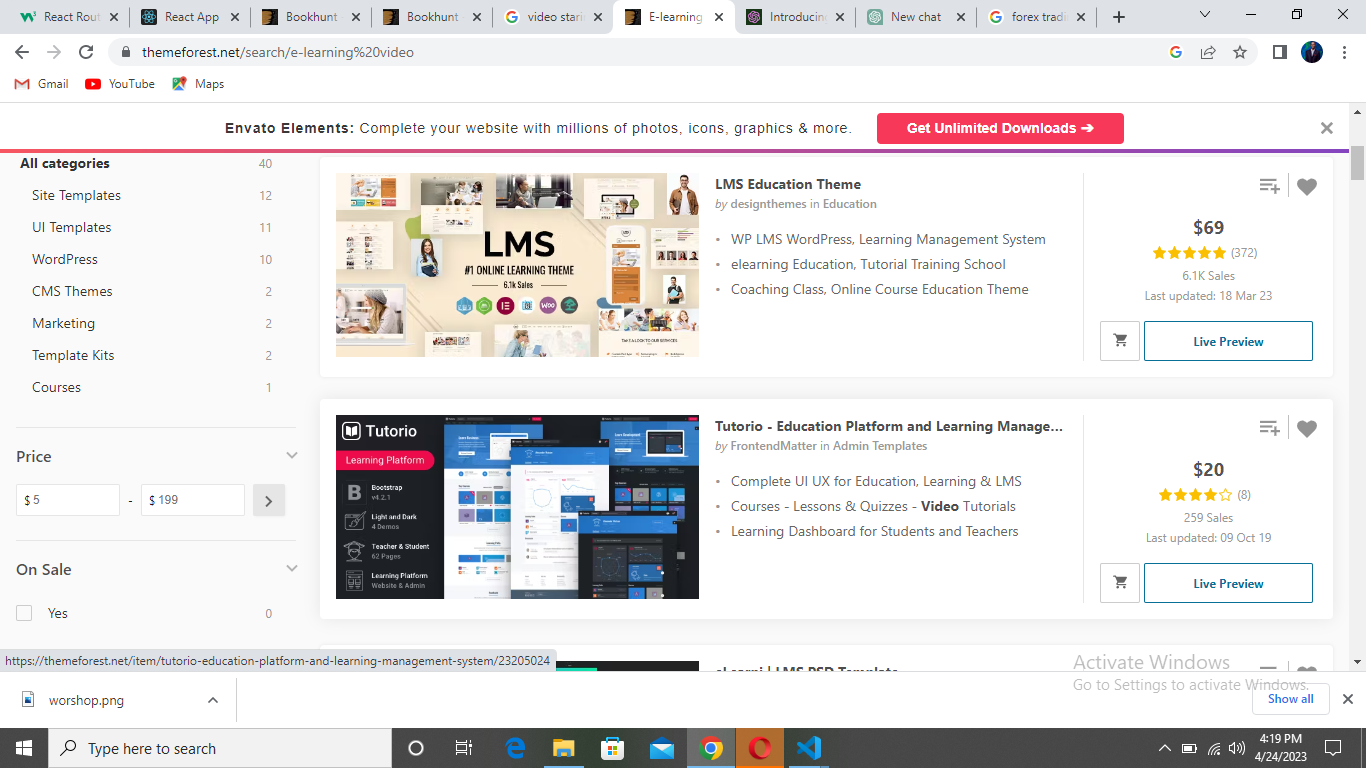 React Rout
React App
Bookhunt
Bookhunt
video stari
E-learning
Introducing
New chat
forex tradi
themeforest.net/search/e-learning%20video
Gmail
YouTube
Maps
Envato Elements: Complete your website with millions of photos, icons, graphics & more.
Get Unlimited Downloads ➔
All categories 40
Site Templates 12
UI Templates 11
WordPress 10
CMS Themes 2
Marketing 2
Template Kits 2
Courses 1
Price
$ 5 - $ 199
On Sale
Yes 0
LMS
#1 ONLINE LEARNING THEME
6.1k Sales
WOO
LMS Education Theme
by designthemes in Education
• WP LMS WordPress, Learning Management System
• elearning Education, Tutorial Training School
• Coaching Class, Online Course Education Theme
$69
(372)
6.1K Sales
Last updated: 18 Mar 23
Live Preview
Tutorio
Learning Platform
B
Bootstrap
v4.2.1
Light and Dark
4 Demos
Teacher & Student
62 Pages
Learning Platform
Website & Admin
Tutorio - Education Platform and Learning Manage...
by FrontendMatter in Admin Templates
• Complete UI UX for Education, Learning & LMS
• Courses - Lessons & Quizzes - Video Tutorials
• Learning Dashboard for Students and Teachers
$20
(8)
259 Sales
Last updated: 09 Oct 19
Live Preview
eLearni | LMS PSD Template
https://themeforest.net/item/tutorio-education-platform-and-learning-management-system/23205024
Activate Windows
Go to Settings to activate Windows.
worshop.png
Show all
Type here to search
4:19 PM
4/24/2023